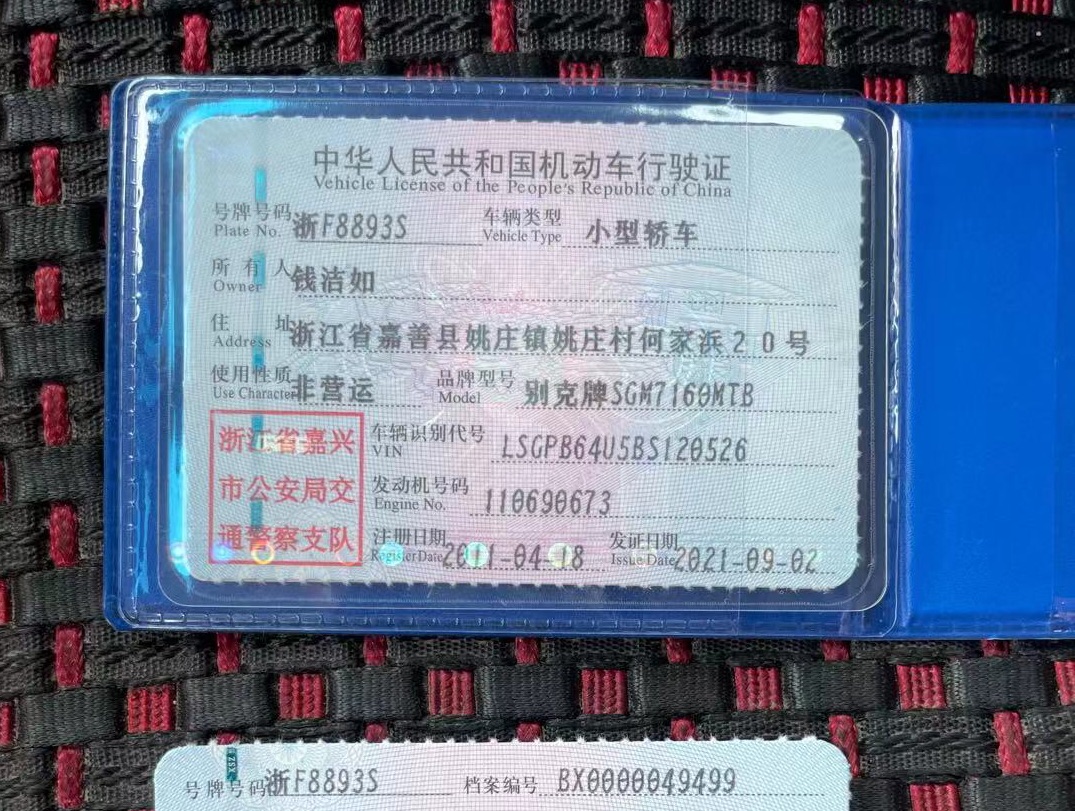 中华人民共和国机动车行驶证
Vehicle License of the People's Republic of China
号牌号码 浙F8893S 车辆类型 小型轿车
Plate No. Vehicle Type
所有人 钱洁如
Owner
住址 浙江省嘉善县姚庄镇姚庄村何家浜20号
Address
使用性质 非营运 品牌型号 别克牌SGM7160MTB
Use Character Model
浙江省嘉兴
市公安局交
通警察支队
车辆识别代号 LSGPB64U5BS120526
VIN
发动机号码 110690673
Engine No.
注册日期 2011-04-18 发证日期 2021-09-02
Register Date Issue Date
号牌号码 浙F8893S 档案编号 BX0000049499